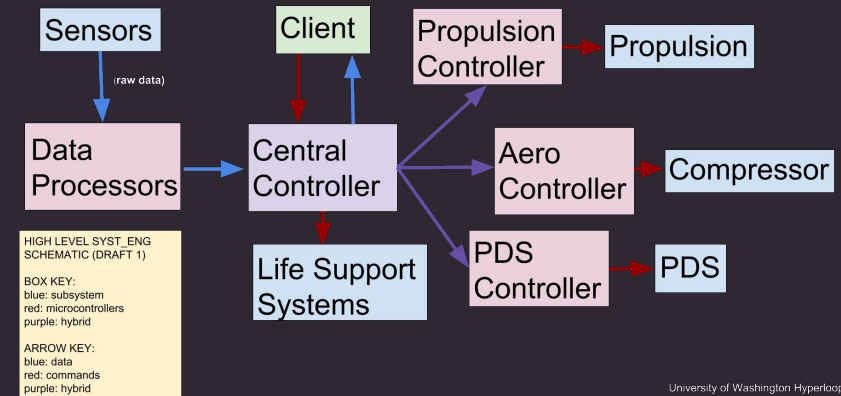 Sensors
(raw data)
Data
Processors
Client
Central
Controller
Life Support
Systems
Propulsion
Controller
Propulsion
Aero
Controller
Compressor
PDS
Controller
PDS
HIGH LEVEL SYST_ENG
SCHEMATIC (DRAFT 1)
BOX KEY:
blue: subsystem
red: microcontrollers
purple: hybrid
ARROW KEY:
blue: data
red: commands
purple: hybrid
University of Washington Hyperloop